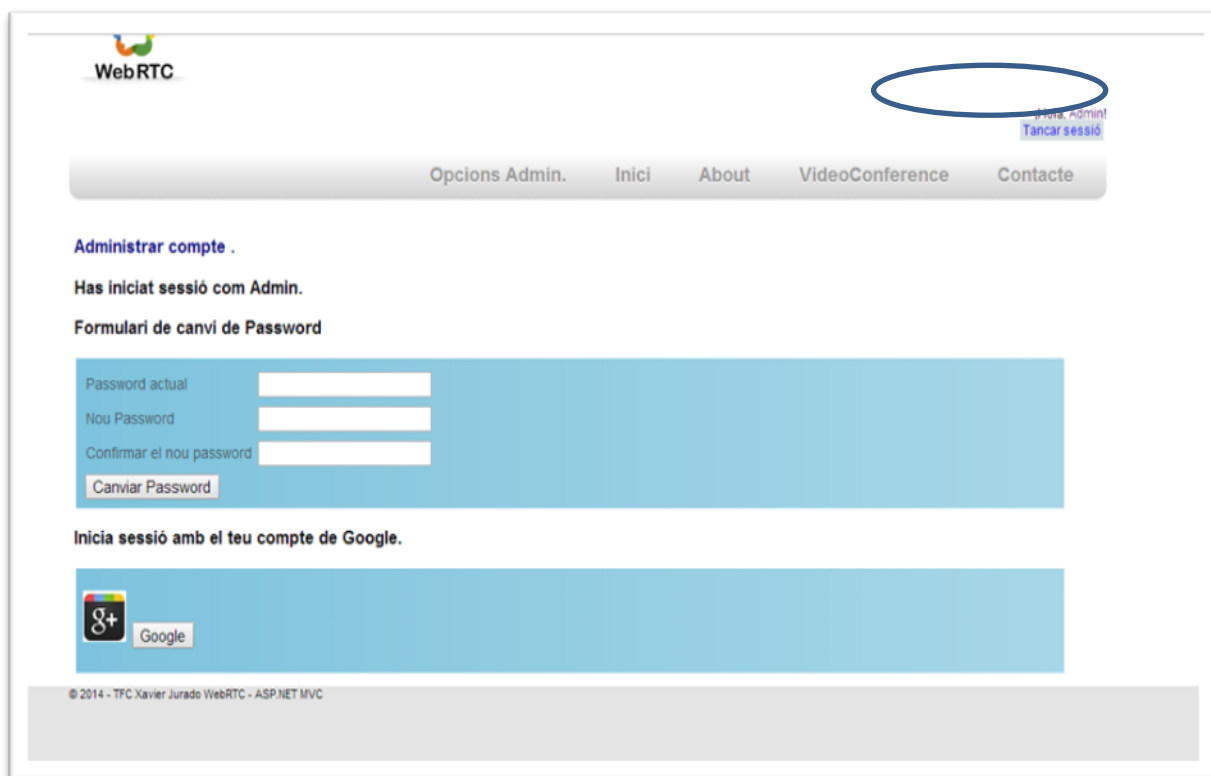 WebRTC
¡Hola, Admin!
Tancar sessió
Opcions Admin. Inici About VideoConference Contacte
Administrar compte .
Has iniciat sessió com Admin.
Formulari de canvi de Password
Password actual
Nou Password
Confirmar el nou password
Canviar Password
Inicia sessió amb el teu compte de Google.
g+
Google
© 2014 - TFC Xavier Jurado WebRTC - ASP.NET MVC